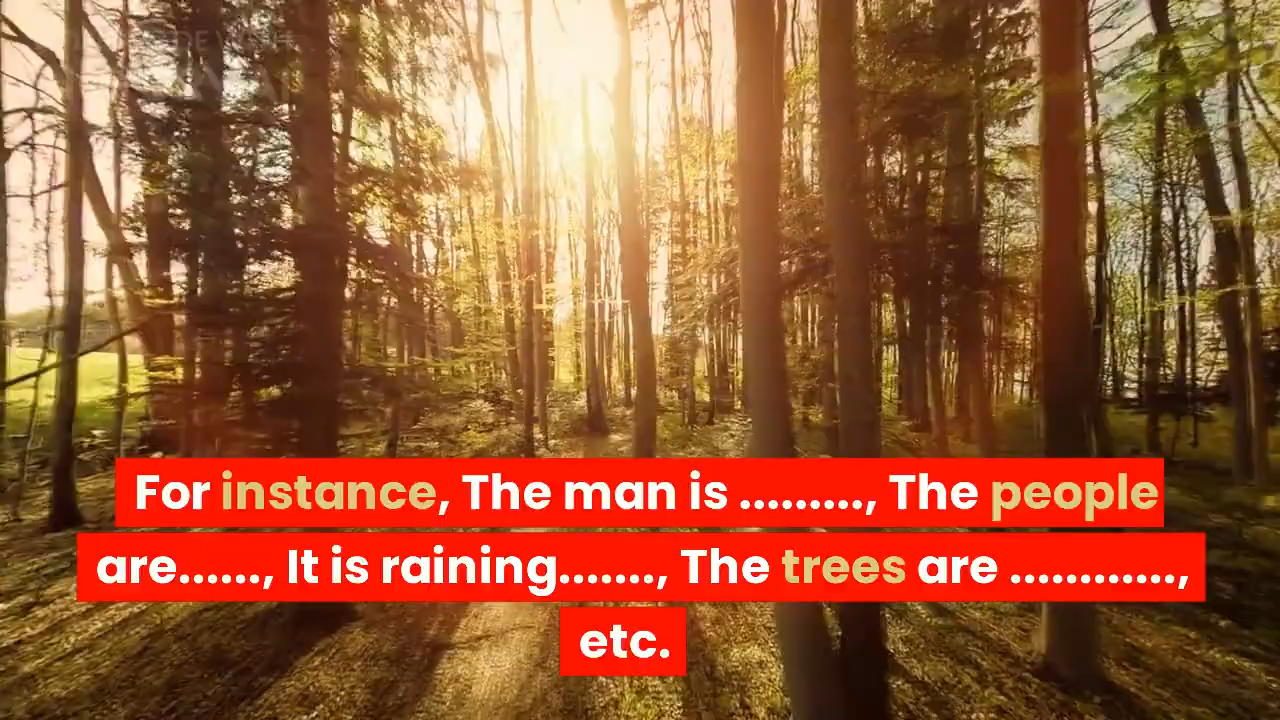 For instance, The man is ........., The people
are......, It is raining......., The trees are ............,
etc.